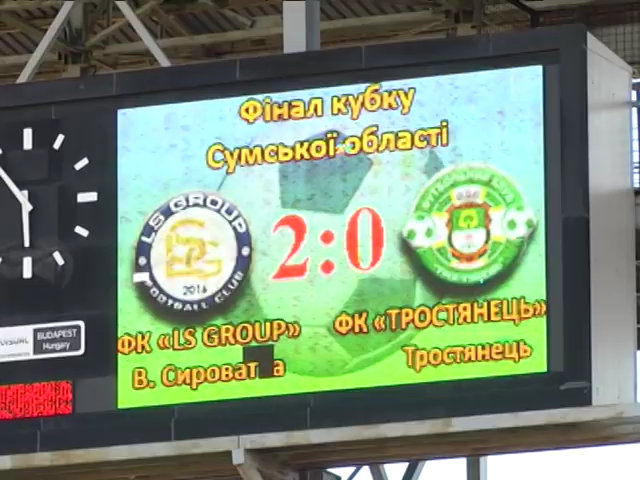 Фінал кубку
Сумської області
LS GROUP
2016
FOOTBALL CLUB
2:0
ФК «LS GROUP»
В. Сироват а
ФК «ТРОСТЯНЕЦЬ»
Тростянець
BUDAPEST
Hungary